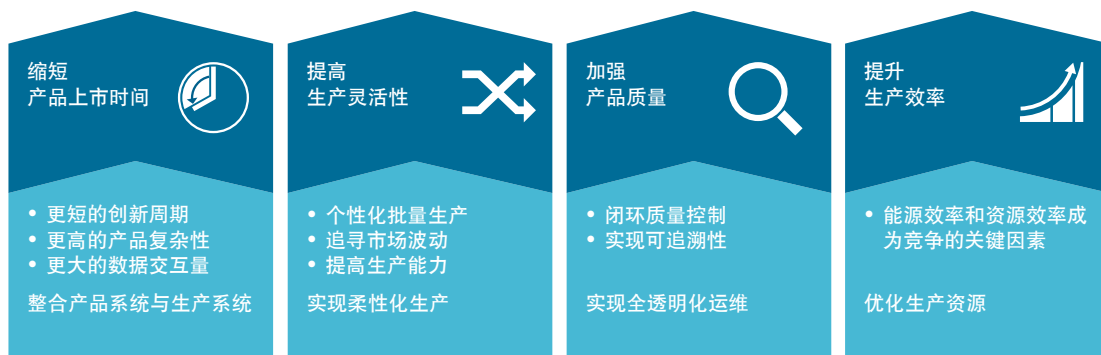 缩短
产品上市时间
• 更短的创新周期
• 更高的产品复杂性
• 更大的数据交互量
整合产品系统与生产系统
提高
生产灵活性
• 个性化批量生产
• 追寻市场波动
• 提高生产能力
实现柔性化生产
加强
产品质量
• 闭环质量控制
• 实现可追溯性
实现全透明化运维
提升
生产效率
• 能源效率和资源效率成
为竞争的关键因素
优化生产资源